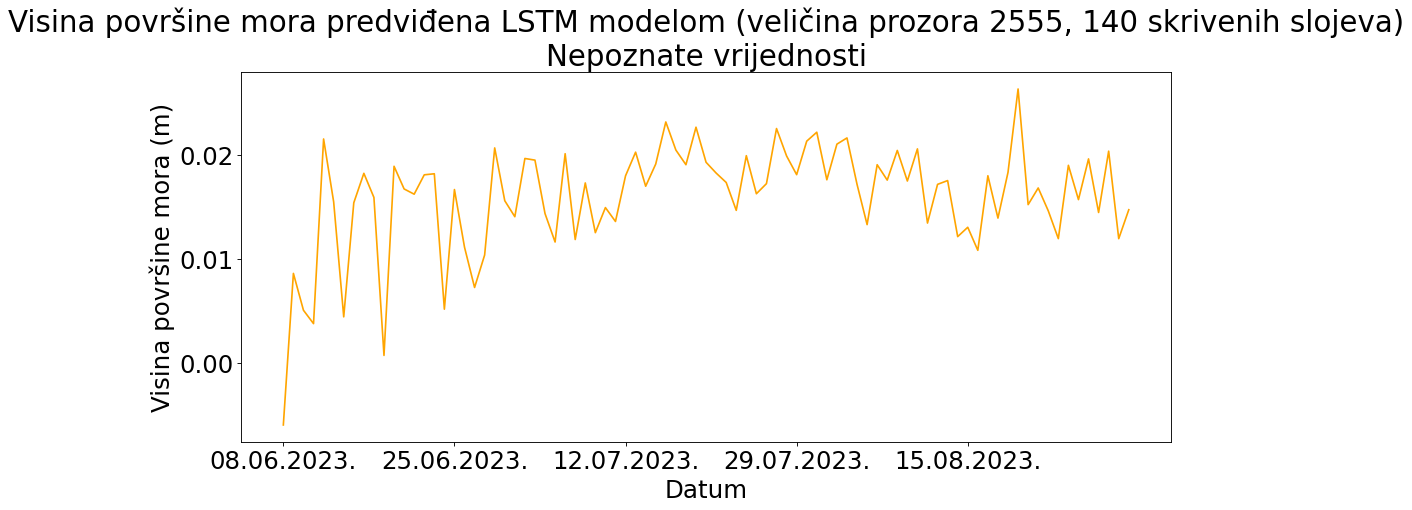 Visina površine mora predviđena LSTM modelom (veličina prozora 2555, 140 skrivenih slojeva)
Nepoznate vrijednosti
Visina površine mora (m)
0.02
0.01
0.00
08.06.2023. 25.06.2023. 12.07.2023. 29.07.2023. 15.08.2023.
Datum